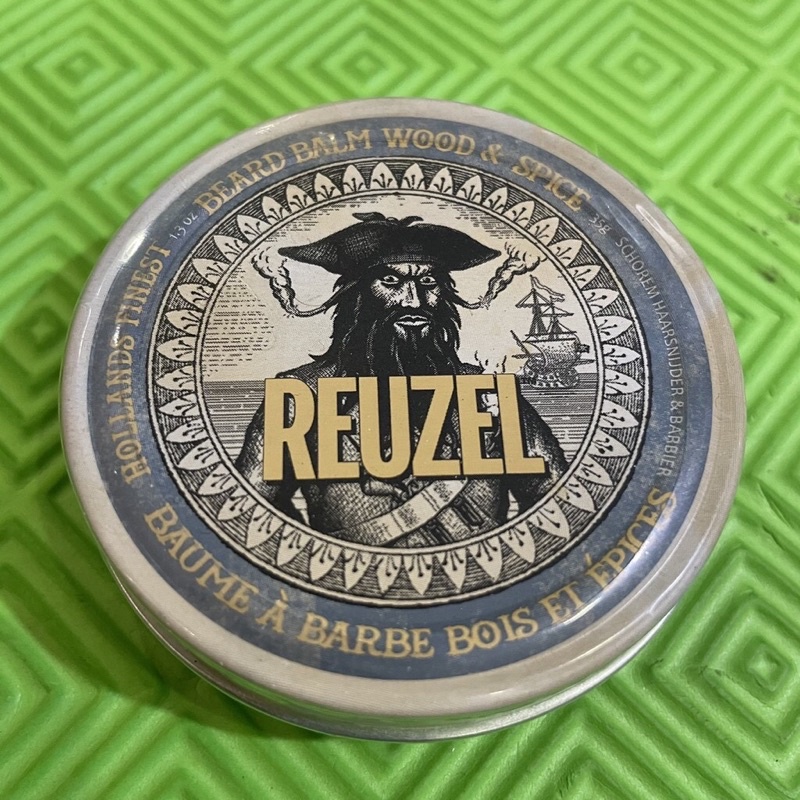 HOLLANDS FINEST
1.3 oz
BEARD BALM WOOD & SPICE
35g
SCHOREM HAARSNIJDER & BARBIER
REUZEL
BAUME À BARBE BOIS ET ÉPICES